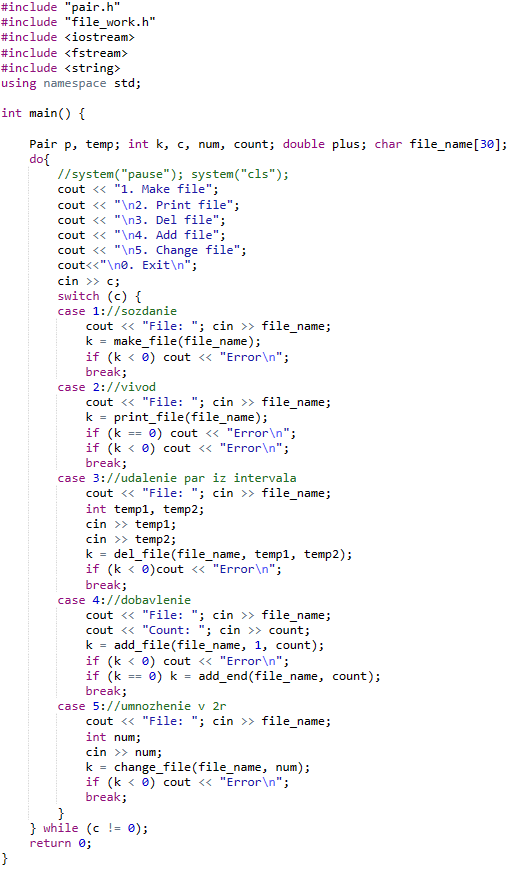 #include "pair.h"
#include "file_work.h"
#include <iostream>
#include <fstream>
#include <string>
using namespace std;

int main() {

    Pair p, temp; int k, c, num, count; double plus; char file_name[30];
    do{
        //system("pause"); system("cls");
        cout << "1. Make file";
        cout << "\n2. Print file";
        cout << "\n3. Del file";
        cout << "\n4. Add file";
        cout << "\n5. Change file";
        cout<<"\n0. Exit\n";
        cin >> c;
        switch (c) {
        case 1://sozdanie
            cout << "File: "; cin >> file_name;
            k = make_file(file_name);
            if (k < 0) cout << "Error\n";
            break;
        case 2://vivod
            cout << "File: "; cin >> file_name;
            k = print_file(file_name);
            if (k == 0) cout << "Error\n";
            if (k < 0) cout << "Error\n";
            break;
        case 3://udalenie par iz intervala
            cout << "File: "; cin >> file_name;
            int temp1, temp2;
            cin >> temp1;
            cin >> temp2;
            k = del_file(file_name, temp1, temp2);
            if (k < 0)cout << "Error\n";
            break;
        case 4://dobavlenie
            cout << "File: "; cin >> file_name;
            cout << "Count: "; cin >> count;
            k = add_file(file_name, 1, count);
            if (k < 0) cout << "Error\n";
            if (k == 0) k = add_end(file_name, count);
            break;
        case 5://umnozhenie v 2r
            cout << "File: "; cin >> file_name;
            int num;
            cin >> num;
            k = change_file(file_name, num);
            if (k < 0) cout << "Error\n";
            break;
        }
    } while (c != 0);
    return 0;
}